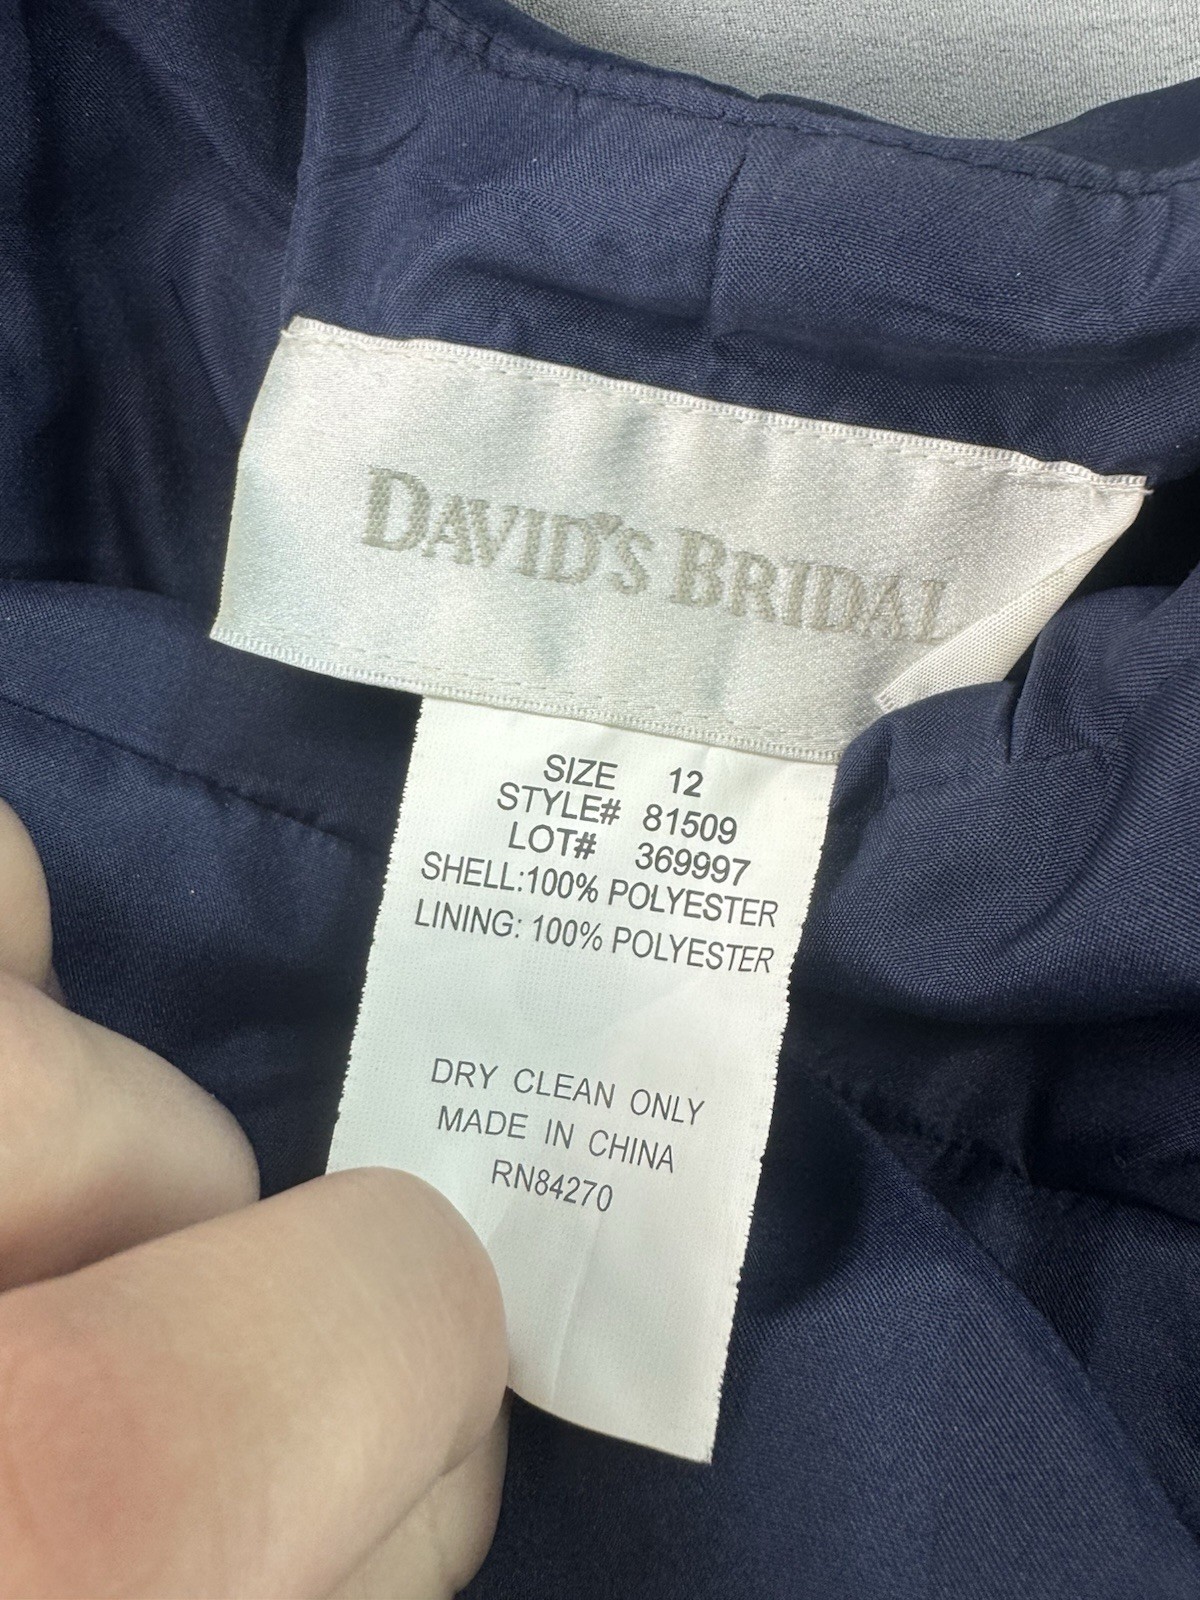 DAVID'S BRIDAL
SIZE 12
STYLE# 81509
LOT# 369997
SHELL:100% POLYESTER
LINING: 100% POLYESTER
DRY CLEAN ONLY
MADE IN CHINA
RN84270